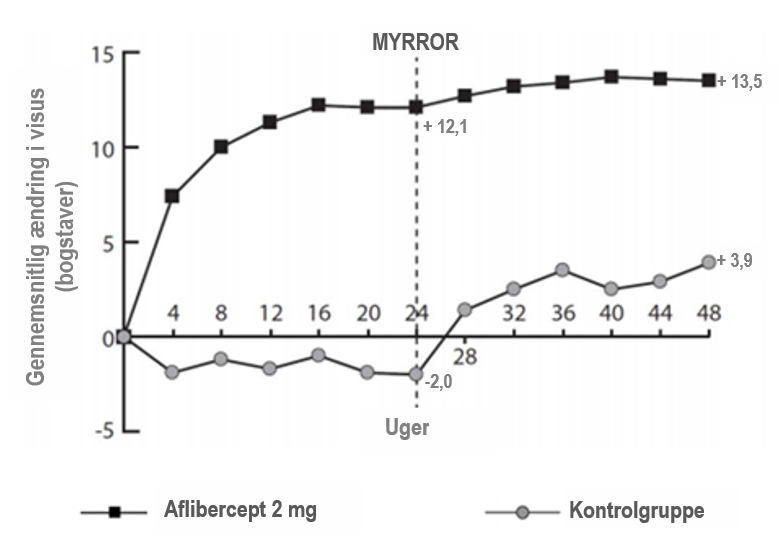 MYRROR
15
10
5
0
-5
Gennemsnitlig ændring i visus
(bogstaver)
+ 13,5
+ 12,1
+ 3,9
-2,0
4 8 12 16 20 24 32 36 40 44 48
28
Uger
Aflibercept 2 mg
Kontrolgruppe